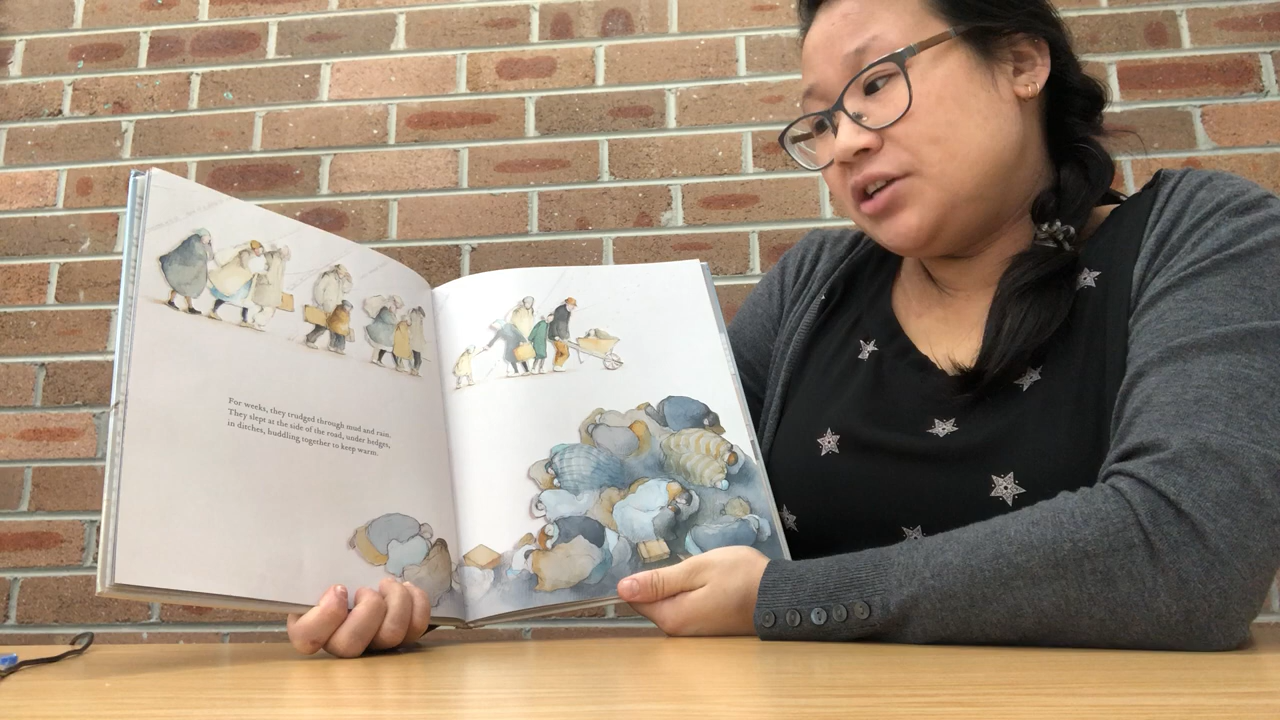 For weeks, they trudged through mud and rain.
They slept at the side of the road, under hedges,
in ditches, huddling together to keep warm.